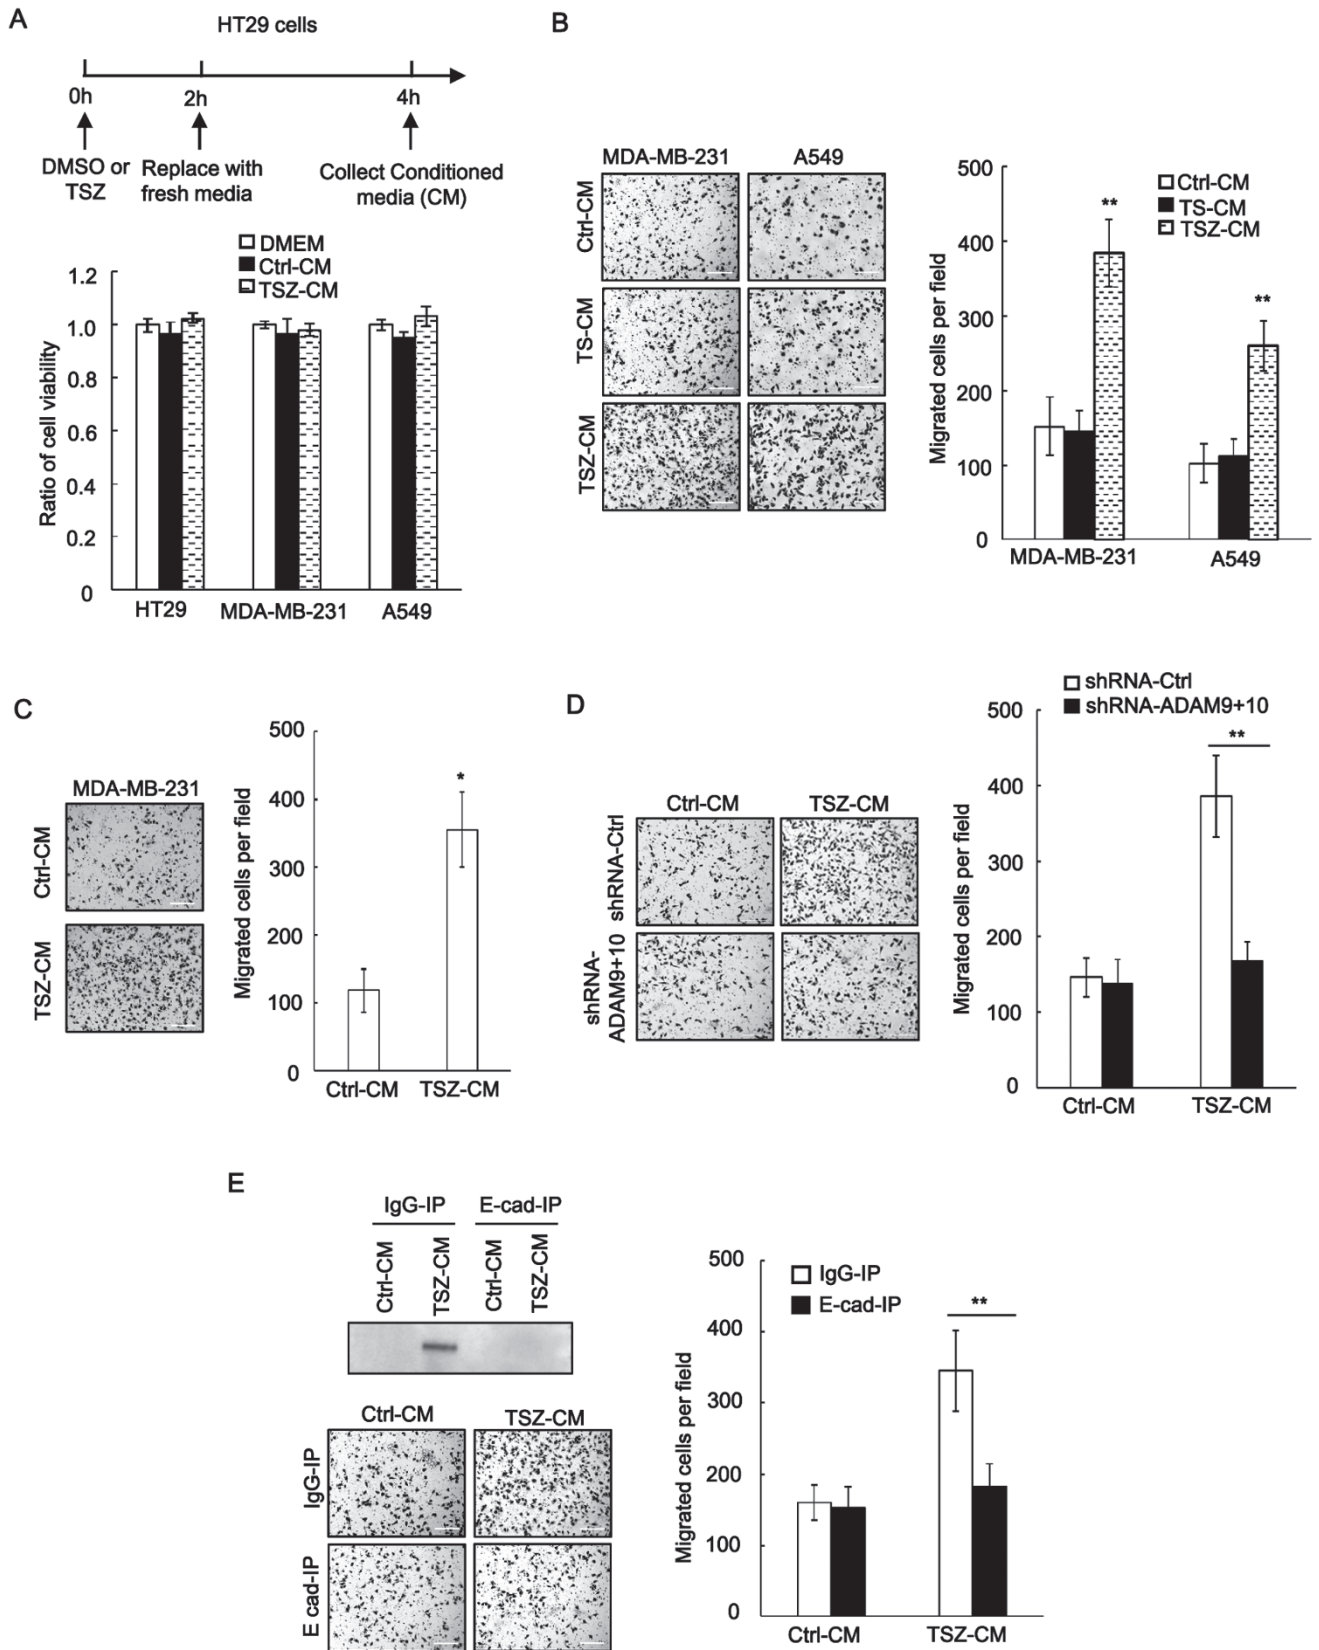 A
HT29 cells
0h
2h
4h
DMSO or
TSZ
Replace with
fresh media
Collect Conditioned
media (CM)
DMEM
Ctrl-CM
TSZ-CM
Ratio of cell viability
1.2
1.0
0.8
0.6
0.4
0.2
0
HT29
MDA-MB-231
A549
B
MDA-MB-231
A549
Ctrl-CM
TS-CM
TSZ-CM
Migrated cells per field
500
400
300
200
100
0
Ctrl-CM
TS-CM
TSZ-CM
**
**
MDA-MB-231
A549
C
MDA-MB-231
Ctrl-CM
TSZ-CM
Migrated cells per field
500
400
300
200
100
0
*
Ctrl-CM
TSZ-CM
D
Ctrl-CM
TSZ-CM
shRNA-Ctrl
shRNA-
ADAM9+10
shRNA-Ctrl
shRNA-ADAM9+10
Migrated cells per field
500
400
300
200
100
0
**
Ctrl-CM
TSZ-CM
E
IgG-IP
E-cad-IP
Ctrl-CM
TSZ-CM
Ctrl-CM
TSZ-CM
Ctrl-CM
TSZ-CM
IgG-IP
E cad-IP
IgG-IP
E-cad-IP
Migrated cells per field
500
400
300
200
100
0
**
Ctrl-CM
TSZ-CM